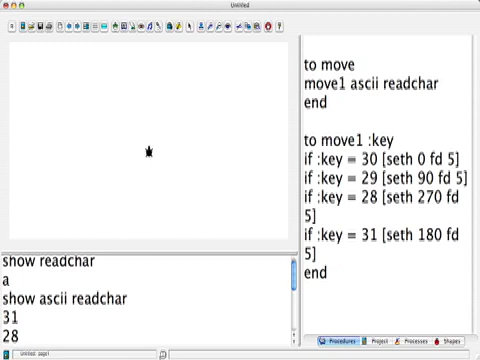 Untitled
to move
move1 ascii readchar
end
to move1 :key
if :key = 30 [seth 0 fd 5]
if :key = 29 [seth 90 fd 5]
if :key = 28 [seth 270 fd
5]
if :key = 31 [seth 180 fd
5]
end
show readchar
a
show ascii readchar
31
28
Untitled page1
Procedures Project Processes Shapes